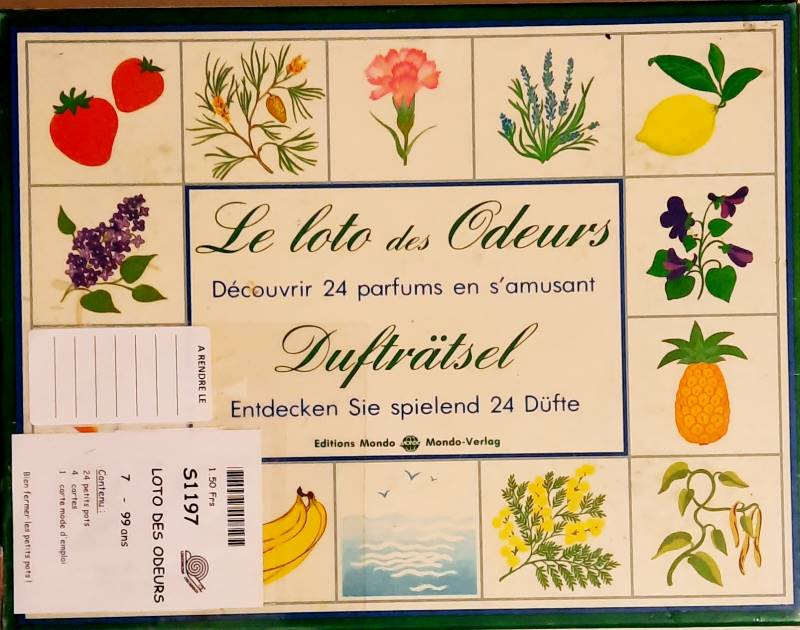 Le loto des Odeurs
Découvrir 24 parfums en s'amusant
Dufträtsel
Entdecken Sie spielend 24 Düfte
Editions Mondo Mondo-Verlag
A RENDRE LE
1.50 Frs
S1197
LOTO DES ODEURS
7 - 99 ans
Contenu :
24 petits pots
4 cartes
1 carte mode d'emploi
Bien fermer les petits pots !